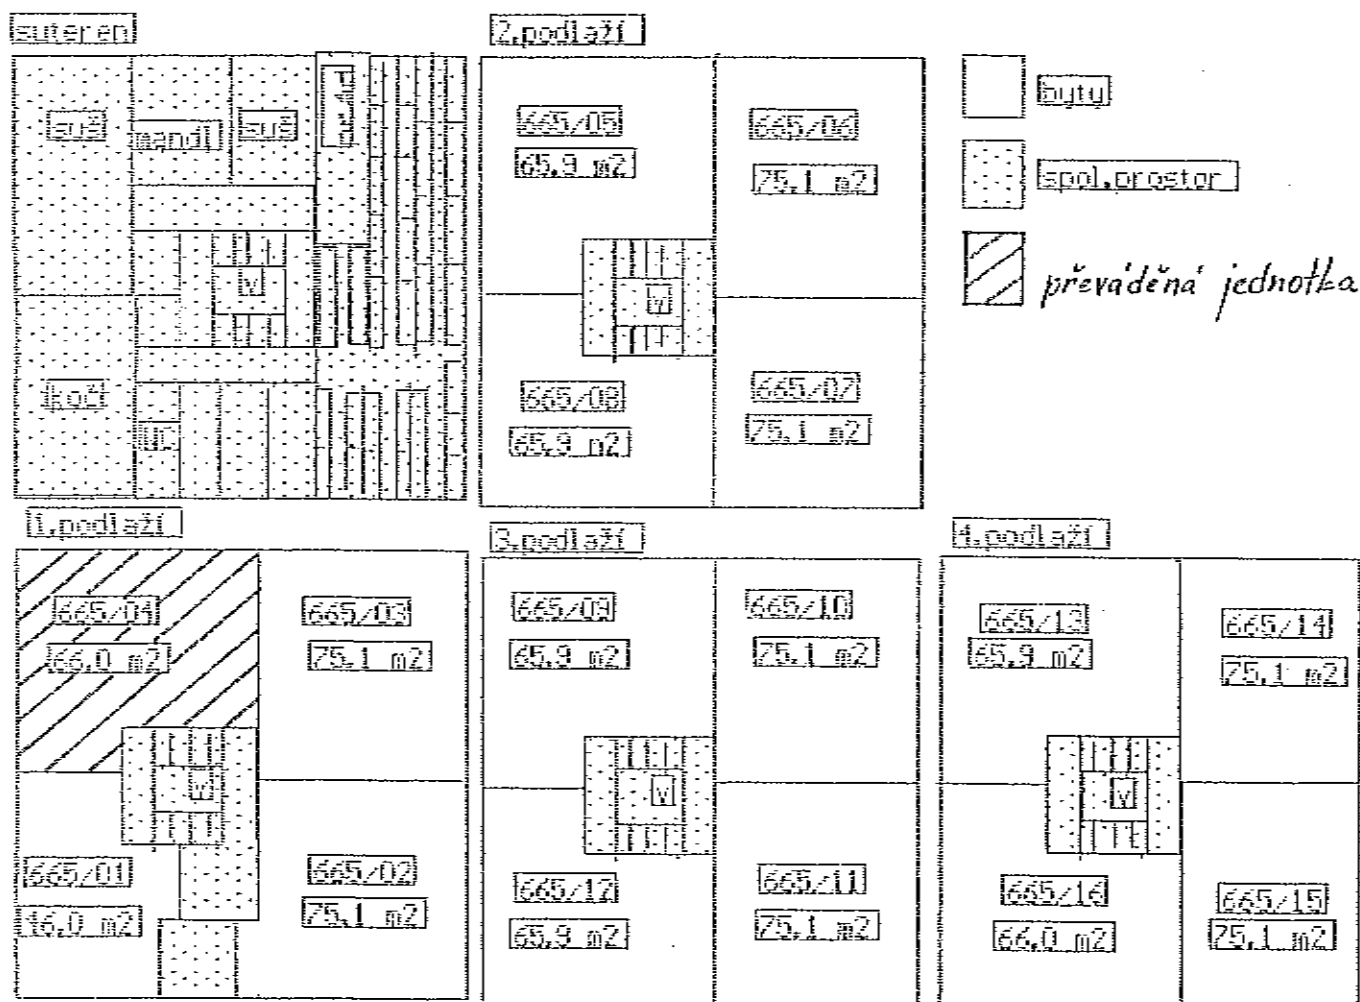 suteren
suš
mandl
suš
V
kočí
uc
2.podlaží
665/05
65.9 m2
665/06
75.1 m2
V
665/08
65.9 m2
665/07
75.1 m2
byty
spol.prostor
převáděná jednotka
1.podlaží
665/04
66.0 m2
665/03
75.1 m2
V
665/01
46.0 m2
665/02
75.1 m2
3.podlaží
665/09
65.9 m2
665/10
75.1 m2
V
665/12
65.9 m2
665/11
75.1 m2
4.podlaží
665/13
65.9 m2
665/14
75.1 m2
V
665/16
66.0 m2
665/15
75.1 m2